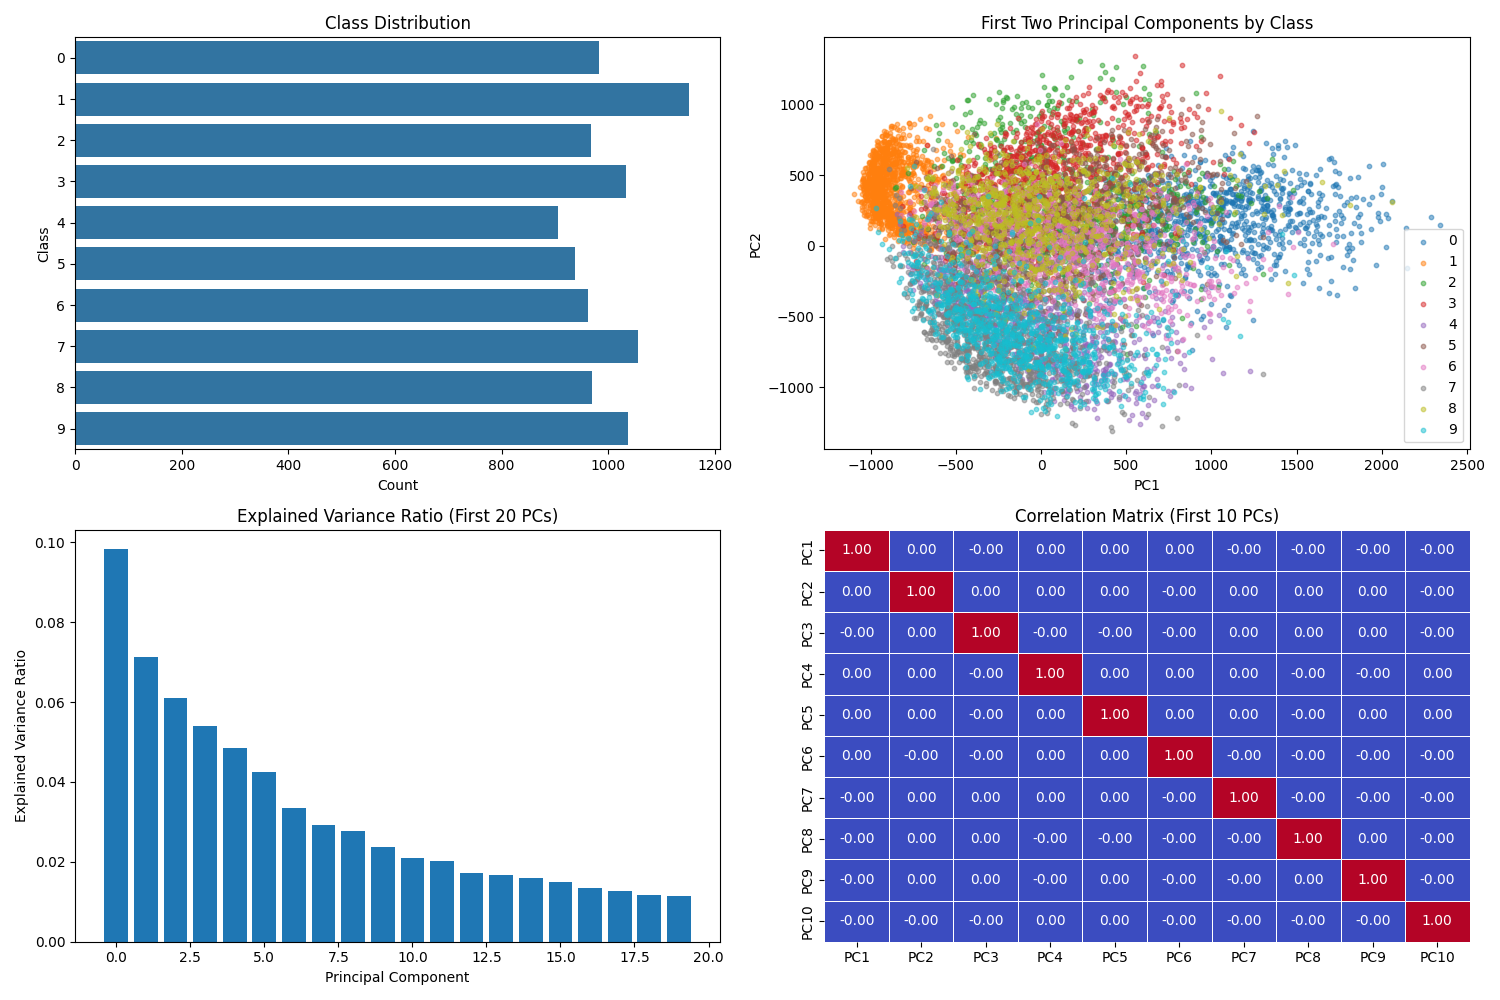 Class Distribution
0
1
2
3
4
5
6
7
8
9
Class
0 200 400 600 800 1000 1200
Count
First Two Principal Components by Class
1000
500
0
−500
−1000
PC2
−1000 −500 0 500 1000 1500 2000 2500
PC1
0
1
2
3
4
5
6
7
8
9
Explained Variance Ratio (First 20 PCs)
0.10
0.08
0.06
0.04
0.02
0.00
Explained Variance Ratio
0.0 2.5 5.0 7.5 10.0 12.5 15.0 17.5 20.0
Principal Component
Correlation Matrix (First 10 PCs)
PC1 1.00 0.00 -0.00 0.00 0.00 0.00 -0.00 -0.00 -0.00 -0.00
PC2 0.00 1.00 0.00 0.00 0.00 -0.00 0.00 0.00 0.00 -0.00
PC3 -0.00 0.00 1.00 -0.00 -0.00 -0.00 0.00 0.00 0.00 -0.00
PC4 0.00 0.00 -0.00 1.00 0.00 0.00 0.00 -0.00 -0.00 0.00
PC5 0.00 0.00 -0.00 0.00 1.00 0.00 0.00 -0.00 0.00 0.00
PC6 0.00 -0.00 -0.00 0.00 0.00 1.00 -0.00 -0.00 -0.00 -0.00
PC7 -0.00 0.00 0.00 0.00 0.00 -0.00 1.00 -0.00 -0.00 -0.00
PC8 -0.00 0.00 0.00 -0.00 -0.00 -0.00 -0.00 1.00 0.00 -0.00
PC9 -0.00 0.00 0.00 -0.00 0.00 -0.00 -0.00 0.00 1.00 -0.00
PC10 -0.00 -0.00 -0.00 0.00 0.00 -0.00 -0.00 -0.00 -0.00 1.00
PC1 PC2 PC3 PC4 PC5 PC6 PC7 PC8 PC9 PC10